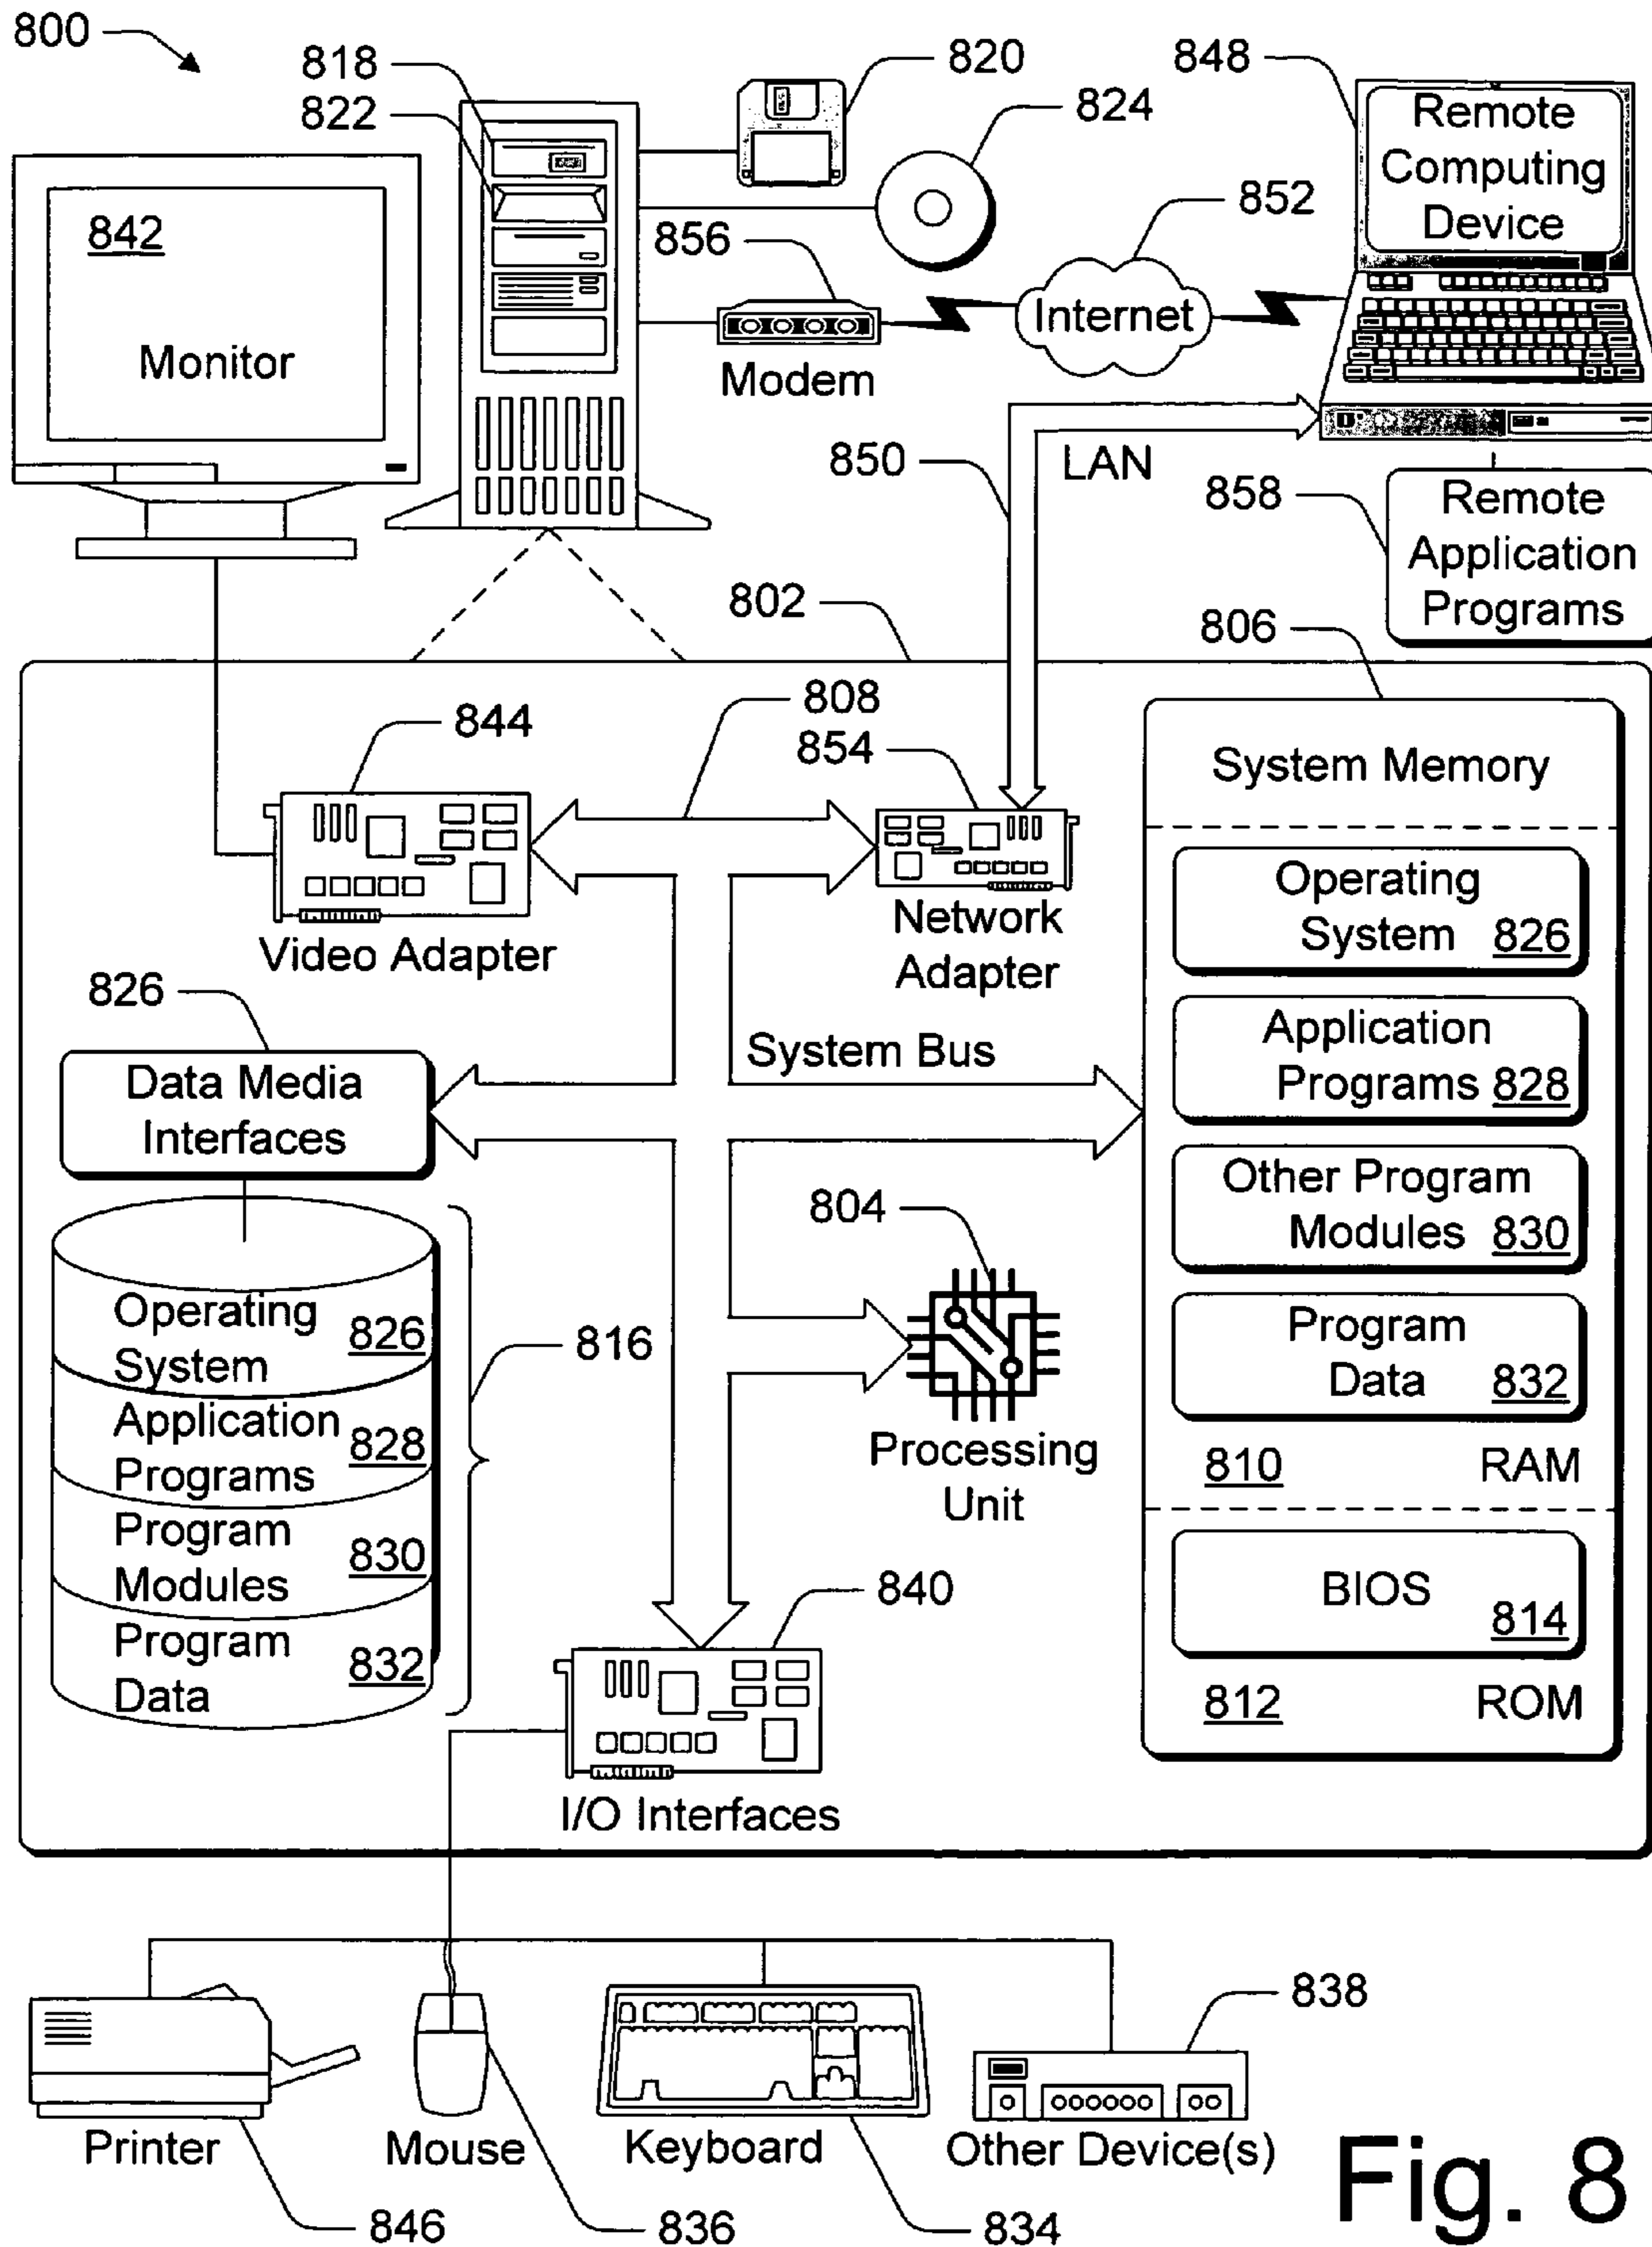 800
818
820
848
822
824
Remote
Computing
Device
842
856
852
Internet
Monitor
Modem
850
LAN
858
Remote
Application
Programs
802
806
808
844
854
System Memory
Operating
System 826
Network
Adapter
Video Adapter
826
Application
Programs 828
System Bus
Data Media
Interfaces
Other Program
Modules 830
804
Operating
System 826
816
Program
Data 832
Application
Programs 828
Processing
Unit
810 RAM
Program
Modules 830
840
BIOS
814
Program
Data 832
812 ROM
I/O Interfaces
838
Printer
Mouse
Keyboard
Other Device(s)
846
836
834
Fig. 8